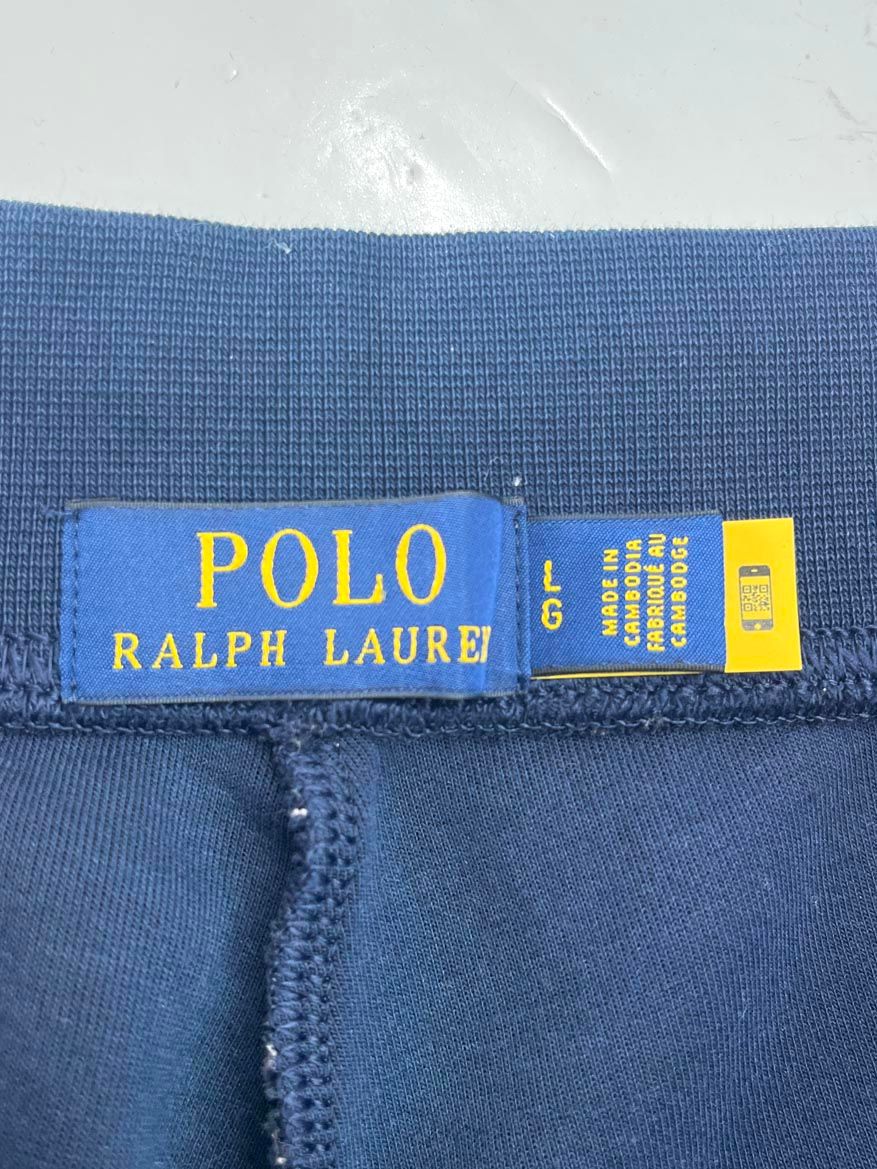 POLO
RALPH LAUREN
L
G
MADE IN
CAMBODIA
FABRIQUÉ AU
CAMBODGE